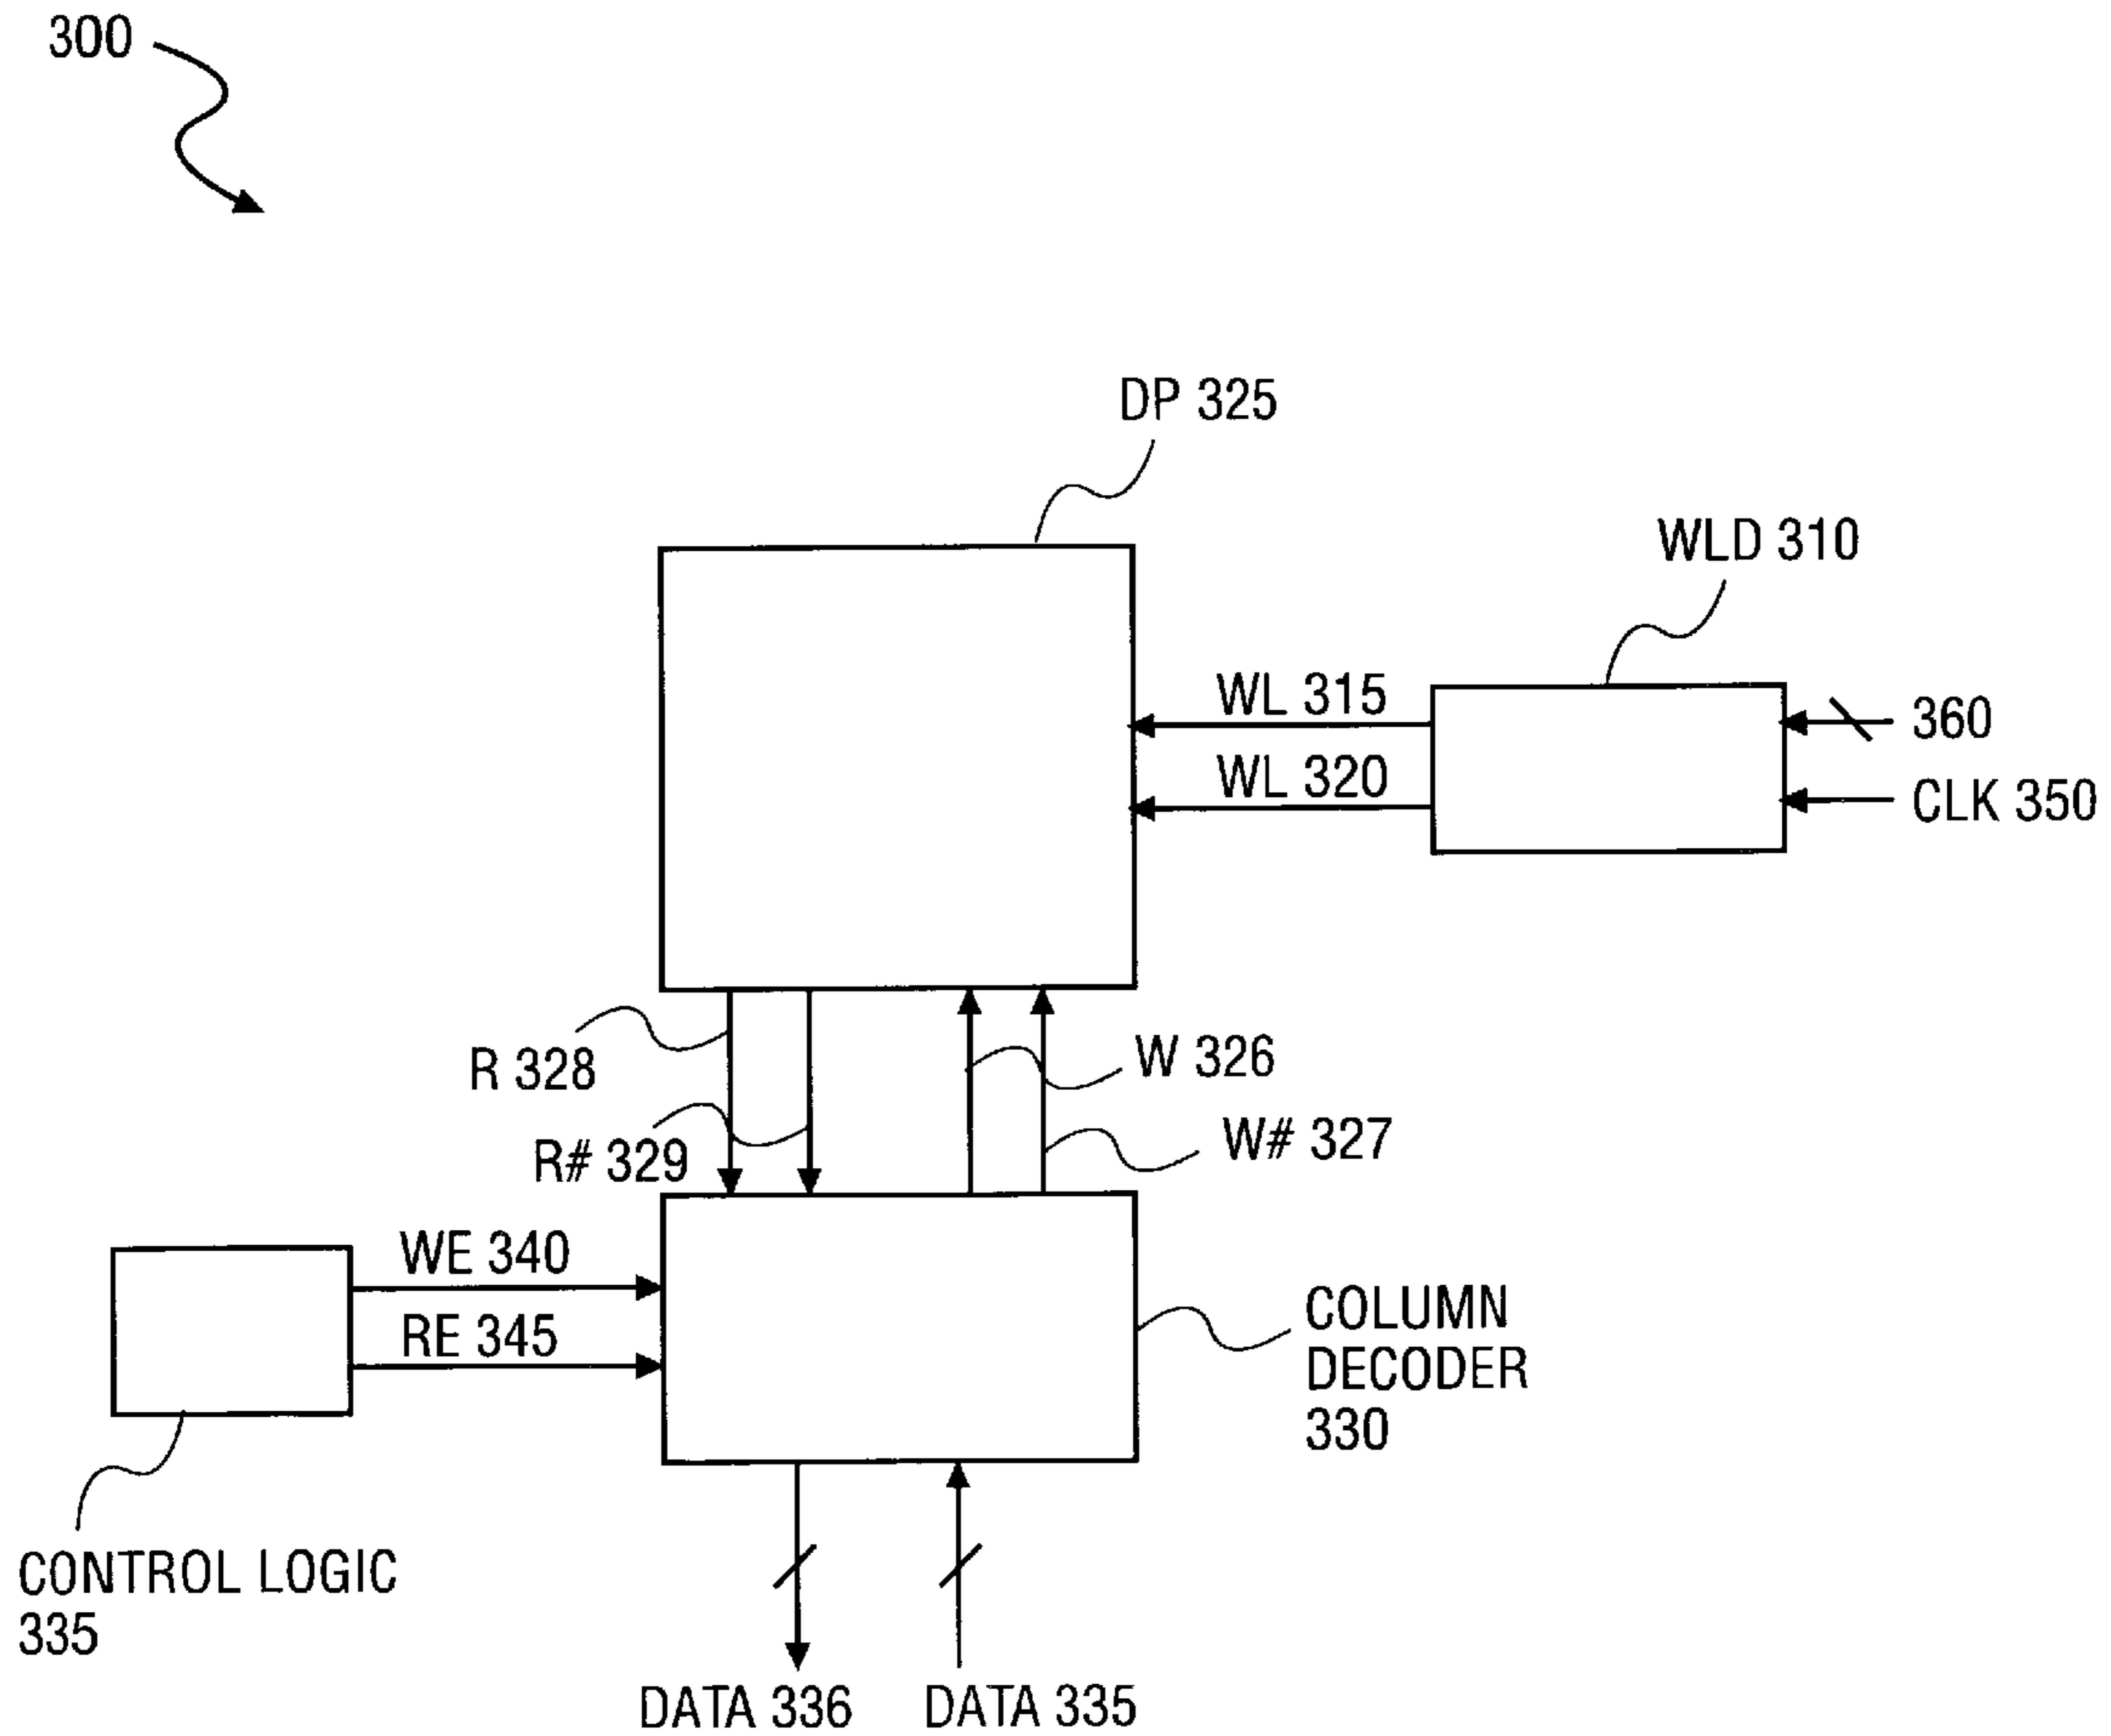 300
DP 325
WLD 310
WL 315
360
WL 320
CLK 350
R 328
W 326
R# 329
W# 327
WE 340
RE 345
COLUMN
DECODER
330
CONTROL LOGIC
335
DATA 336
DATA 335